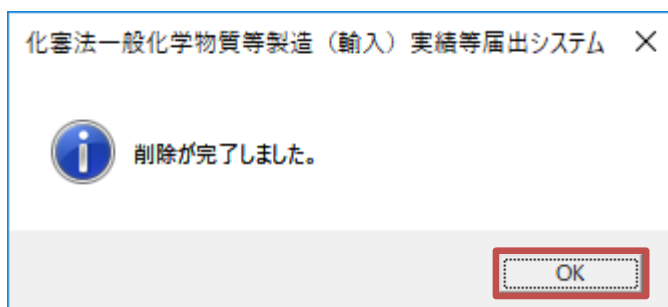 化審法一般化学物質等製造（輸入）実績等届出システム
削除が完了しました。
OK